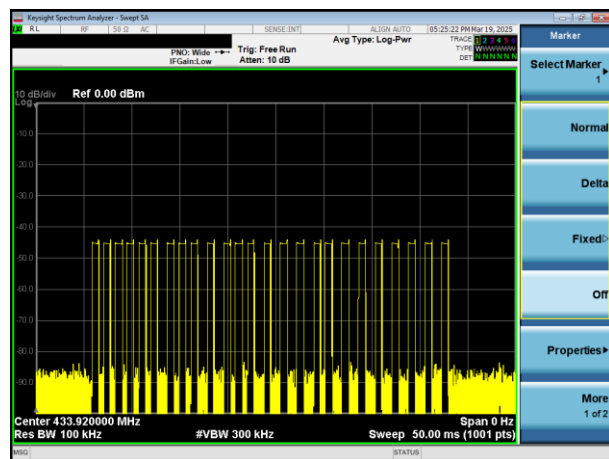 Keysight Spectrum Analyzer - Swept SA
RL RF 50 Ω AC SENSE:INT ALIGN AUTO 05:25:22 PM Mar 19, 2025
Marker
PNO: Wide Trig: Free Run Avg Type: Log-Pwr TRACE 1 2 3 4 5 6
IFGain:Low Atten: 10 dB TYPE WWWWWW
DET N N N N N N
Select Marker
1
10 dB/div Ref 0.00 dBm
Log
Normal
-10.0
-20.0
Delta
-30.0
-40.0
Fixed
-50.0
Off
-60.0
-70.0
Properties
-80.0
-90.0
More
1 of 2
Center 433.920000 MHz Span 0 Hz
Res BW 100 kHz #VBW 300 kHz Sweep 50.00 ms (1001 pts)
MSG STATUS